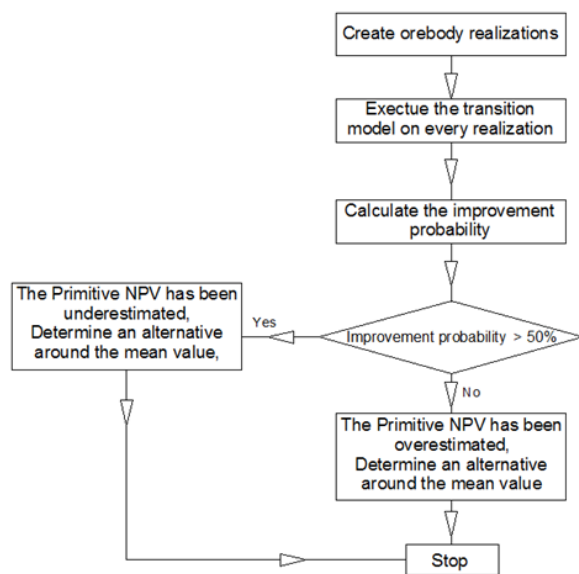 Create orebody realizations
Exectue the transition
model on every realization
Calculate the improvement
probability
The Primitive NPV has been
underestimated,
Determine an alternative
around the mean value,
Yes
Improvement probability > 50%
No
The Primitive NPV has been
overestimated,
Determine an alternative
around the mean value
Stop